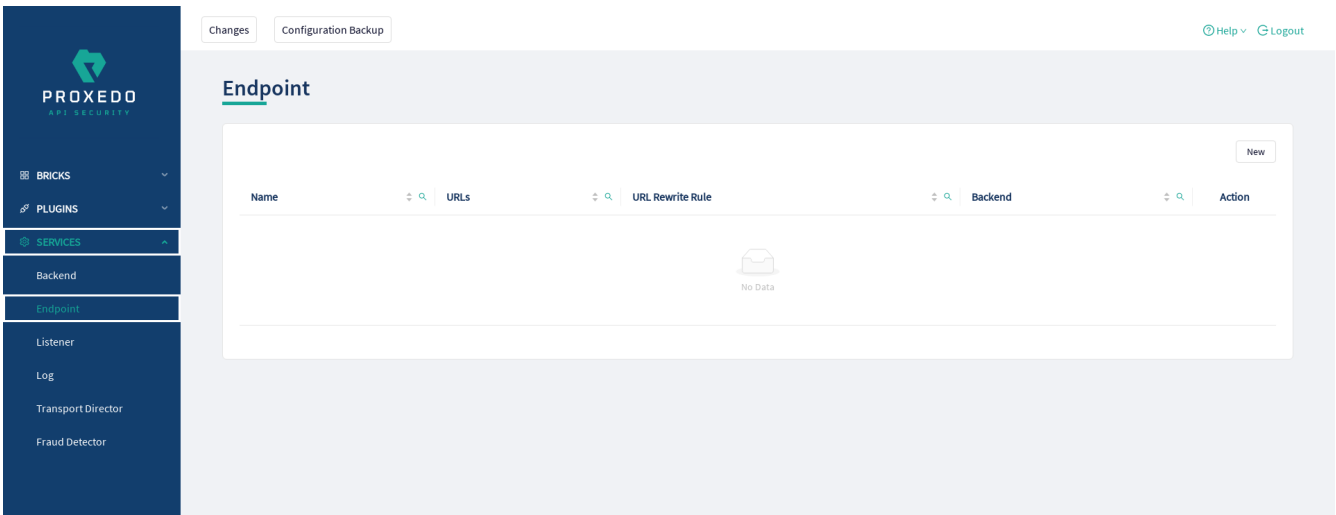 Changes Configuration Backup Help Logout
PROXEDO
API SECURITY
Endpoint
New
BRICKS
PLUGINS
SERVICES
Backend
Endpoint
Listener
Log
Transport Director
Fraud Detector
Name URLs URL Rewrite Rule Backend Action
No Data